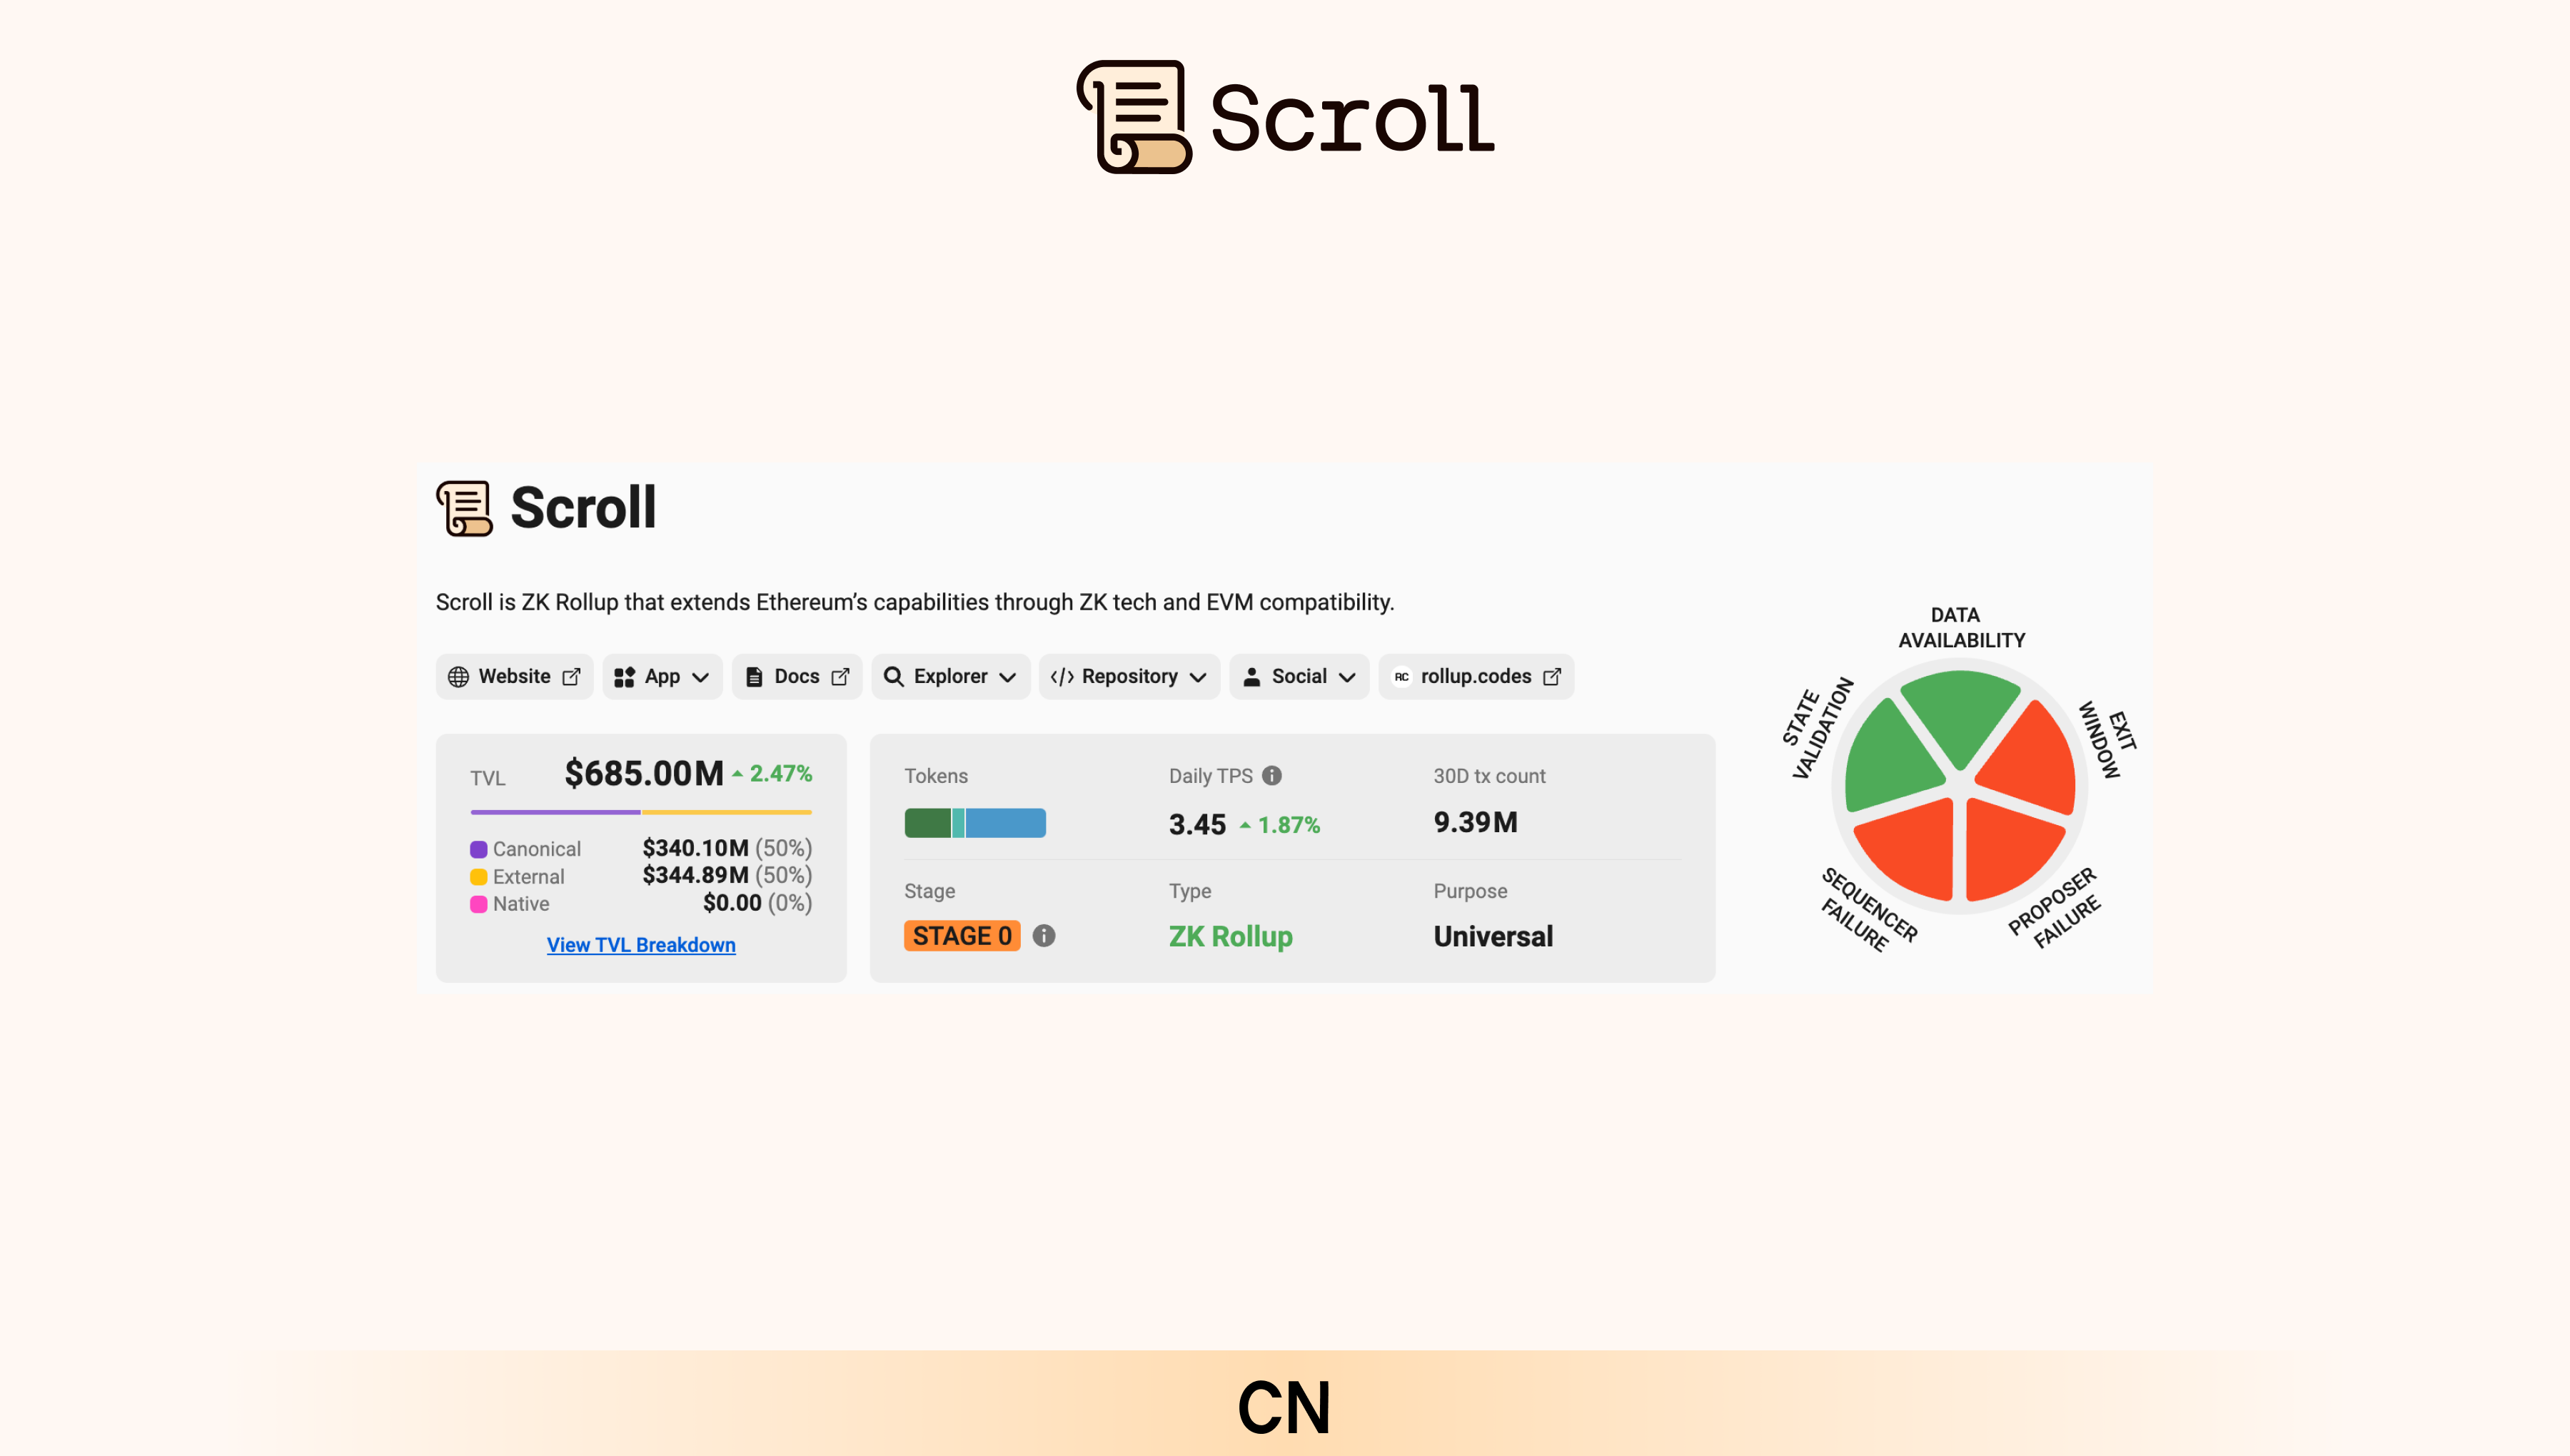 Scroll
Scroll
Scroll is ZK Rollup that extends Ethereum’s capabilities through ZK tech and EVM compatibility.
Website App Docs Explorer </> Repository Social RC rollup.codes
TVL $685.00M 2.47%
Canonical $340.10M (50%)
External $344.89M (50%)
Native $0.00 (0%)
View TVL Breakdown
Tokens Daily TPS 30D tx count
3.45 1.87% 9.39M
Stage Type Purpose
STAGE 0 ZK Rollup Universal
DATA
AVAILABILITY
STATE
VALIDATION
EXIT
WINDOW
SEQUENCER
FAILURE
PROPOSER
FAILURE
CN